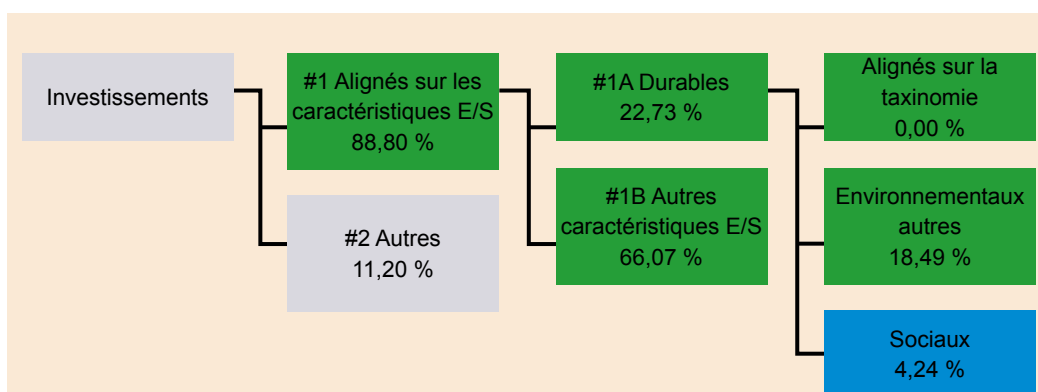 Investissements
#1 Alignés sur les
caractéristiques E/S
88,80 %
#2 Autres
11,20 %
#1A Durables
22,73 %
#1B Autres
caractéristiques E/S
66,07 %
Alignés sur la
taxinomie
0,00 %
Environnementaux
autres
18,49 %
Sociaux
4,24 %